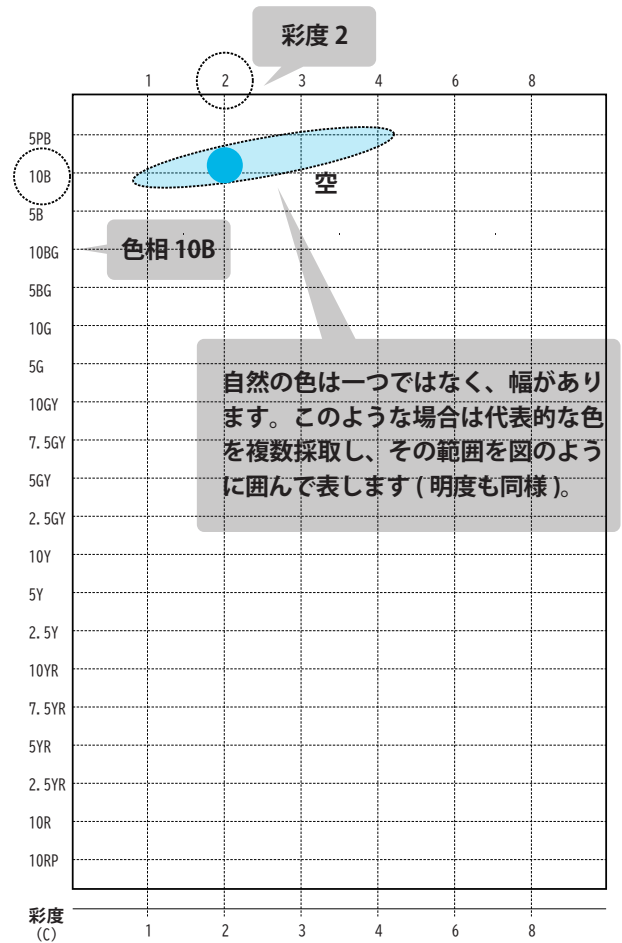 彩度 2
1 2 3 4 6 8
5PB
10B
空
5B
10BG
色相 10B
5BG
10G
5G
10GY
7.5GY
5GY
2.5GY
自然の色は一つではなく、幅があり
ます。このような場合は代表的な色
を複数採取し、その範囲を図のよう
に囲んで表します ( 明度も同様 )。
10Y
5Y
2.5Y
10YR
7.5YR
5YR
2.5YR
10R
10RP
彩度
(C)
1 2 3 4 6 8